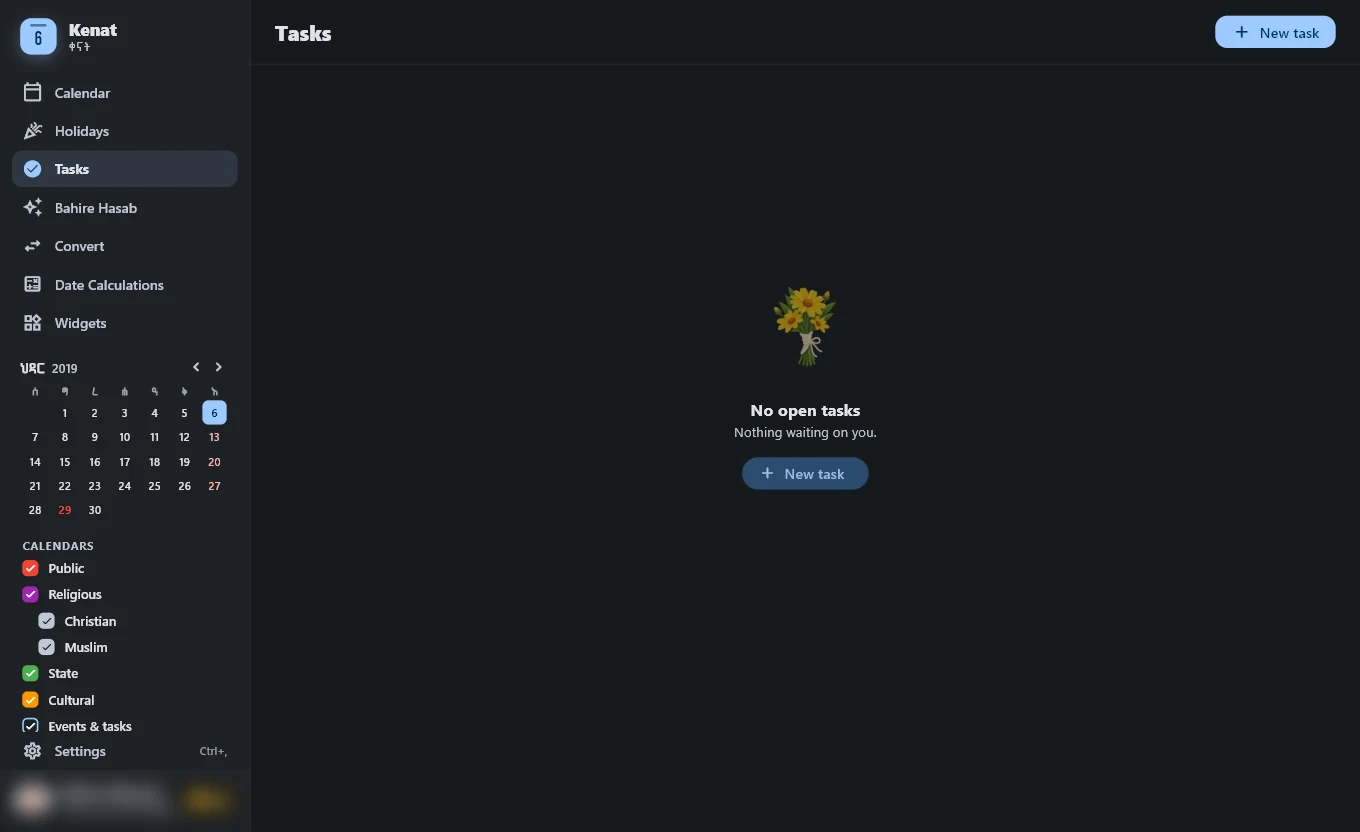 6
Kenat
ቀናት
Calendar
Holidays
Tasks
Bahire Hasab
Convert
Date Calculations
Widgets
ኅዳር 2019
ሰ ማ ረ ሐ ዓ ቅ እ
1 2 3 4 5 6
7 8 9 10 11 12 13
14 15 16 17 18 19 20
21 22 23 24 25 26 27
28 29 30
CALENDARS
Public
Religious
Christian
Muslim
State
Cultural
Events & tasks
Settings Ctrl+,
Tasks
New task
No open tasks
Nothing waiting on you.
New task